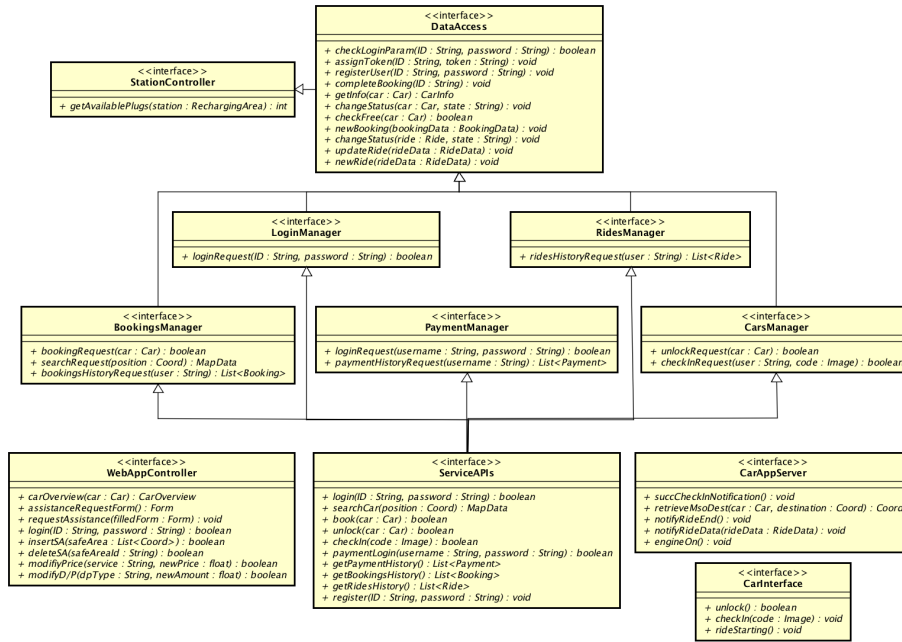 <<interface>>
DataAccess
+ checkLoginParam(ID : String, password : String) : boolean
+ assignToken(ID : String, token : String) : void
+ registerUser(ID : String, password : String) : void
+ completeBooking(ID : String) : void
+ getInfo(car : Car) : CarInfo
+ changeStatus(car : Car, state : String) : void
+ checkFree(car : Car) : boolean
+ newBooking(bookingData : BookingData) : void
+ changeStatus(ride : Ride, state : String) : void
+ updateRide(rideData : RideData) : void
+ newRide(rideData : RideData) : void
<<interface>>
StationController
+ getAvailablePlugs(station : RechargingArea) : int
<<interface>>
LoginManager
+ loginRequest(ID : String, password : String) : boolean
<<interface>>
RidesManager
+ ridesHistoryRequest(user : String) : List<Ride>
<<interface>>
BookingsManager
+ bookingRequest(car : Car) : boolean
+ searchRequest(position : Coord) : MapData
+ bookingsHistoryRequest(user : String) : List<Booking>
<<interface>>
PaymentManager
+ loginRequest(username : String, password : String) : boolean
+ paymentHistoryRequest(username : String) : List<Payment>
<<interface>>
CarsManager
+ unlockRequest(car : Car) : boolean
+ checkInRequest(user : String, code : Image) : boolean
<<interface>>
WebAppController
+ carOverview(car : Car) : CarOverview
+ assistanceRequestForm() : Form
+ requestAssistance(filledForm : Form) : void
+ login(ID : String, password : String) : boolean
+ insertSA(safeArea : List<Coord>) : boolean
+ deleteSA(safeAreaId : String) : boolean
+ modifiyPrice(service : String, newPrice : float) : boolean
+ modifyD/P(dpType : String, newAmount : float) : boolean
<<interface>>
ServiceAPIs
+ login(ID : String, password : String) : boolean
+ searchCar(position : Coord) : MapData
+ book(car : Car) : boolean
+ unlock(car : Car) : boolean
+ checkIn(code : Image) : boolean
+ paymentLogin(username : String, password : String) : boolean
+ getPaymentHistory() : List<Payment>
+ getBookingsHistory() : List<Booking>
+ getRidesHistory() : List<Ride>
+ register(ID : String, password : String) : void
<<interface>>
CarAppServer
+ succCheckInNotification() : void
+ retrieveMsoDest(car : Car, destination : Coord) : Coord
+ notifyRideEnd() : void
+ notifyRideData(rideData : RideData) : void
+ engineOn() : void
<<interface>>
CarInterface
+ unlock() : boolean
+ checkIn(code : Image) : void
+ rideStarting() : void